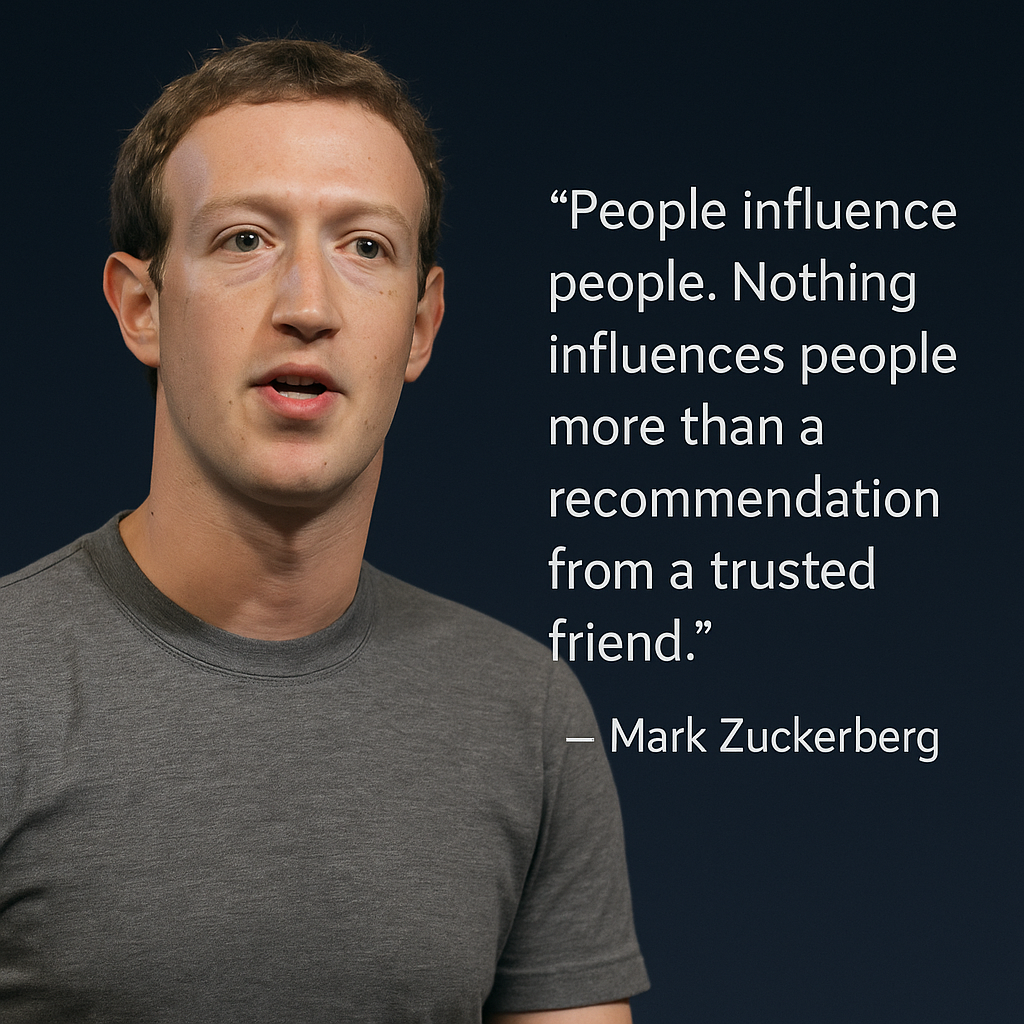 “People influence
people. Nothing
influences people
more than a
recommendation
from a trusted
friend.”
– Mark Zuckerberg